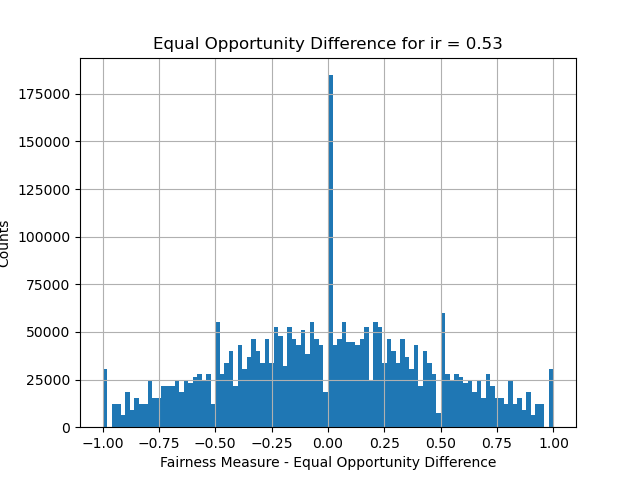 Equal Opportunity Difference for ir = 0.53
175000
150000
125000
100000
75000
50000
25000
0
Counts
−1.00 −0.75 −0.50 −0.25 0.00 0.25 0.50 0.75 1.00
Fairness Measure - Equal Opportunity Difference